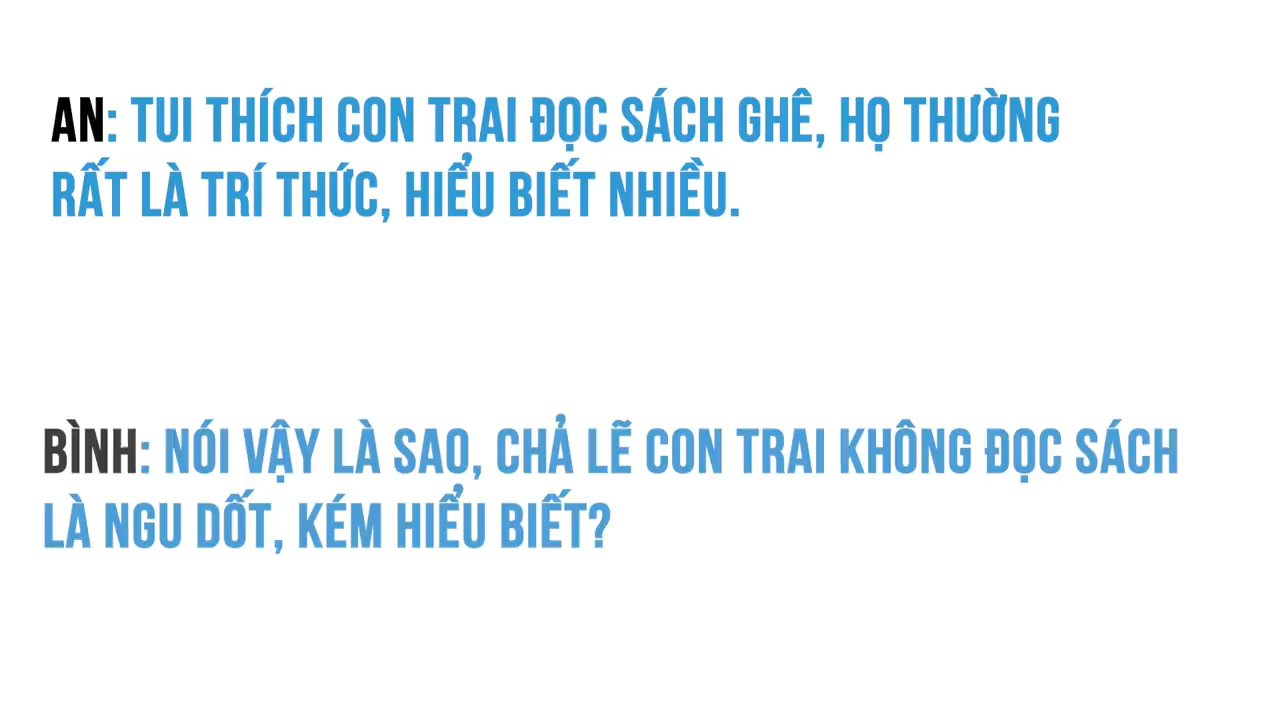 AN: TUI THÍCH CON TRAI ĐỌC SÁCH GHÊ, HỌ THƯỜNG
RẤT LÀ TRÍ THỨC, HIỂU BIẾT NHIỀU.
BÌNH: NÓI VẬY LÀ SAO, CHẢ LẼ CON TRAI KHÔNG ĐỌC SÁCH
LÀ NGU DỐT, KÉM HIỂU BIẾT?